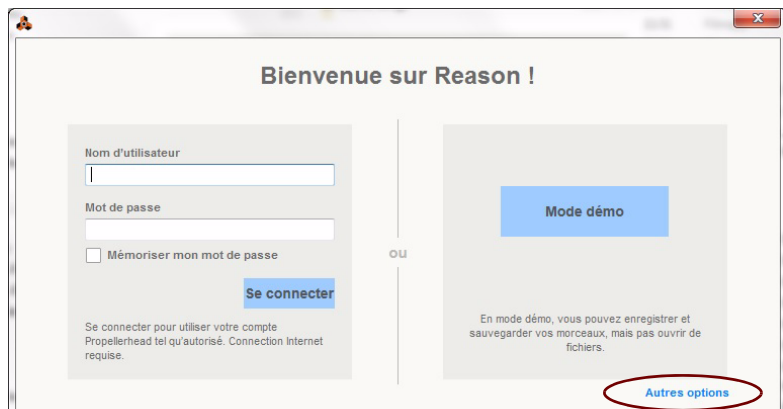 Bienvenue sur Reason !
Nom d'utilisateur
Mot de passe
Mémoriser mon mot de passe
Se connecter
Se connecter pour utiliser votre compte
Propellerhead tel qu'autorisé. Connection Internet
requise.
ou
Mode démo
En mode démo, vous pouvez enregistrer et
sauvegarder vos morceaux, mais pas ouvrir de
fichiers.
Autres options